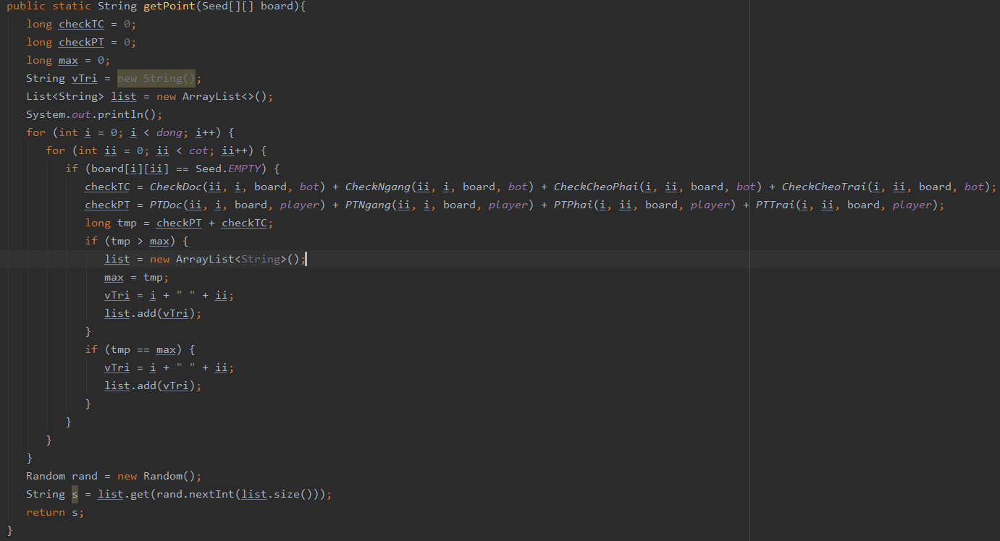 public static String getPoint(Seed[][] board){
long checkTC = 0;
long checkPT = 0;
long max = 0;
String vTri = new String();
List<String> list = new ArrayList<>();
System.out.println();
for (int i = 0; i < dong; i++) {
for (int ii = 0; ii < cot; ii++) {
if (board[i][ii] == Seed.EMPTY) {
checkTC = CheckDoc(ii, i, board, bot) + CheckNgang(ii, i, board, bot) + CheckCheoPhai(i, ii, board, bot) + CheckCheoTrai(i, ii, board, bot);
checkPT = PTDoc(ii, i, board, player) + PTNgang(ii, i, board, player) + PTPhai(i, ii, board, player) + PTTrai(i, ii, board, player);
long tmp = checkPT + checkTC;
if (tmp > max) {
list = new ArrayList<String>();
max = tmp;
vTri = i + " " + ii;
list.add(vTri);
}
if (tmp == max) {
vTri = i + " " + ii;
list.add(vTri);
}
}
}
}
Random rand = new Random();
String s = list.get(rand.nextInt(list.size()));
return s;
}